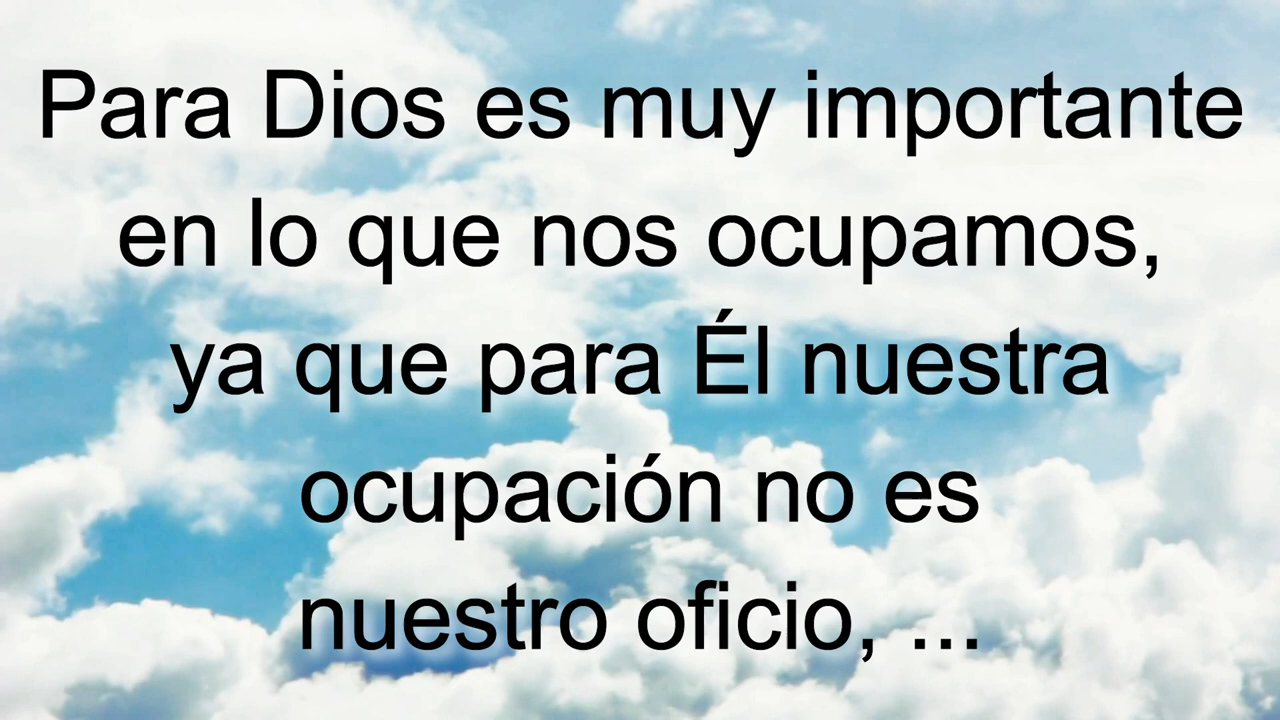 Para Dios es muy importante
en lo que nos ocupamos,
ya que para Él nuestra
ocupación no es
nuestro oficio, ...